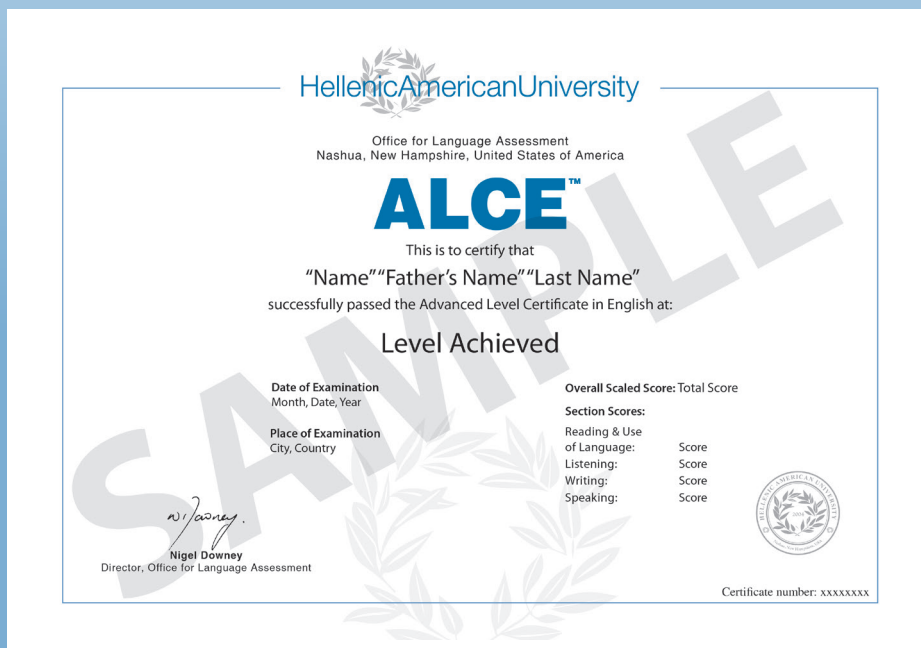 HellenicAmericanUniversity
Office for Language Assessment
Nashua, New Hampshire, United States of America
ALCE™
This is to certify that
“Name”“Father’s Name”“Last Name”
successfully passed the Advanced Level Certificate in English at:
Level Achieved
SAMPLE
Date of Examination
Month, Date, Year
Place of Examination
City, Country
Overall Scaled Score: Total Score
Section Scores:
Reading & Use
of Language: Score
Listening: Score
Writing: Score
Speaking: Score
Nigel Downey
Director, Office for Language Assessment
HELLENIC AMERICAN UNIVERSITY
Certificate number: xxxxxxxx